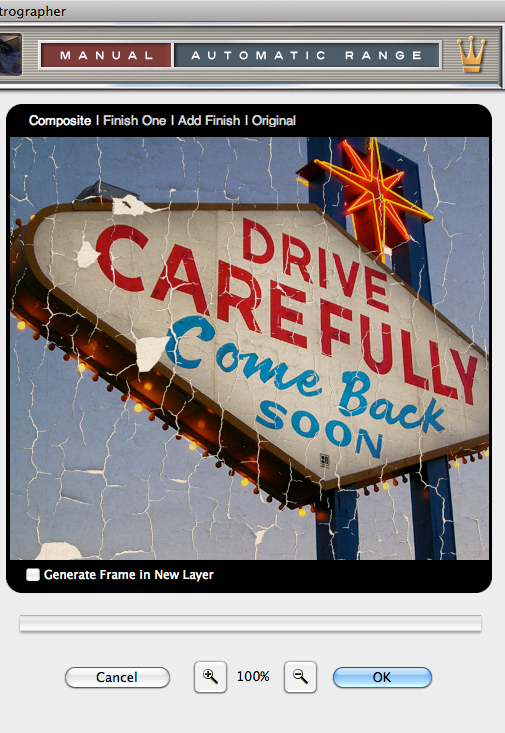 trographer
MANUAL AUTOMATIC RANGE
Composite | Finish One | Add Finish | Original
DRIVE
CAREFULLY
Come Back
SOON
Generate Frame in New Layer
Cancel 100% OK